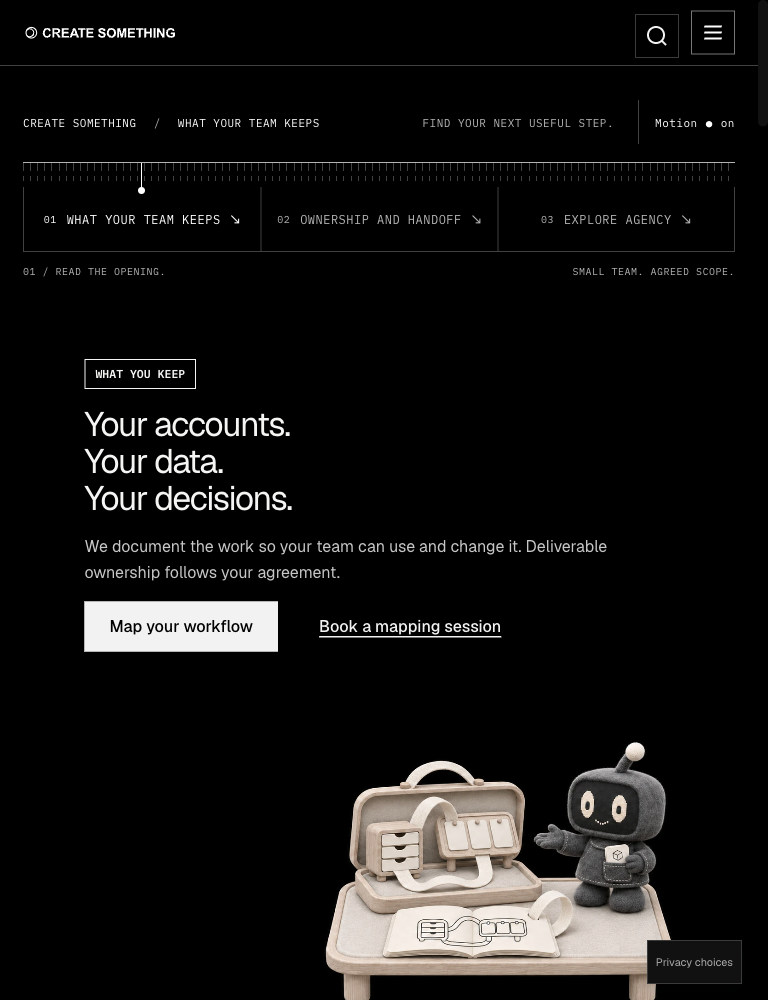 CREATE SOMETHING
CREATE SOMETHING / WHAT YOUR TEAM KEEPS
FIND YOUR NEXT USEFUL STEP.
Motion ● on
01 WHAT YOUR TEAM KEEPS ↘
02 OWNERSHIP AND HANDOFF ↘
03 EXPLORE AGENCY ↘
01 / READ THE OPENING.
SMALL TEAM. AGREED SCOPE.
WHAT YOU KEEP
Your accounts.
Your data.
Your decisions.
We document the work so your team can use and change it. Deliverable
ownership follows your agreement.
Map your workflow
Book a mapping session
Privacy choices